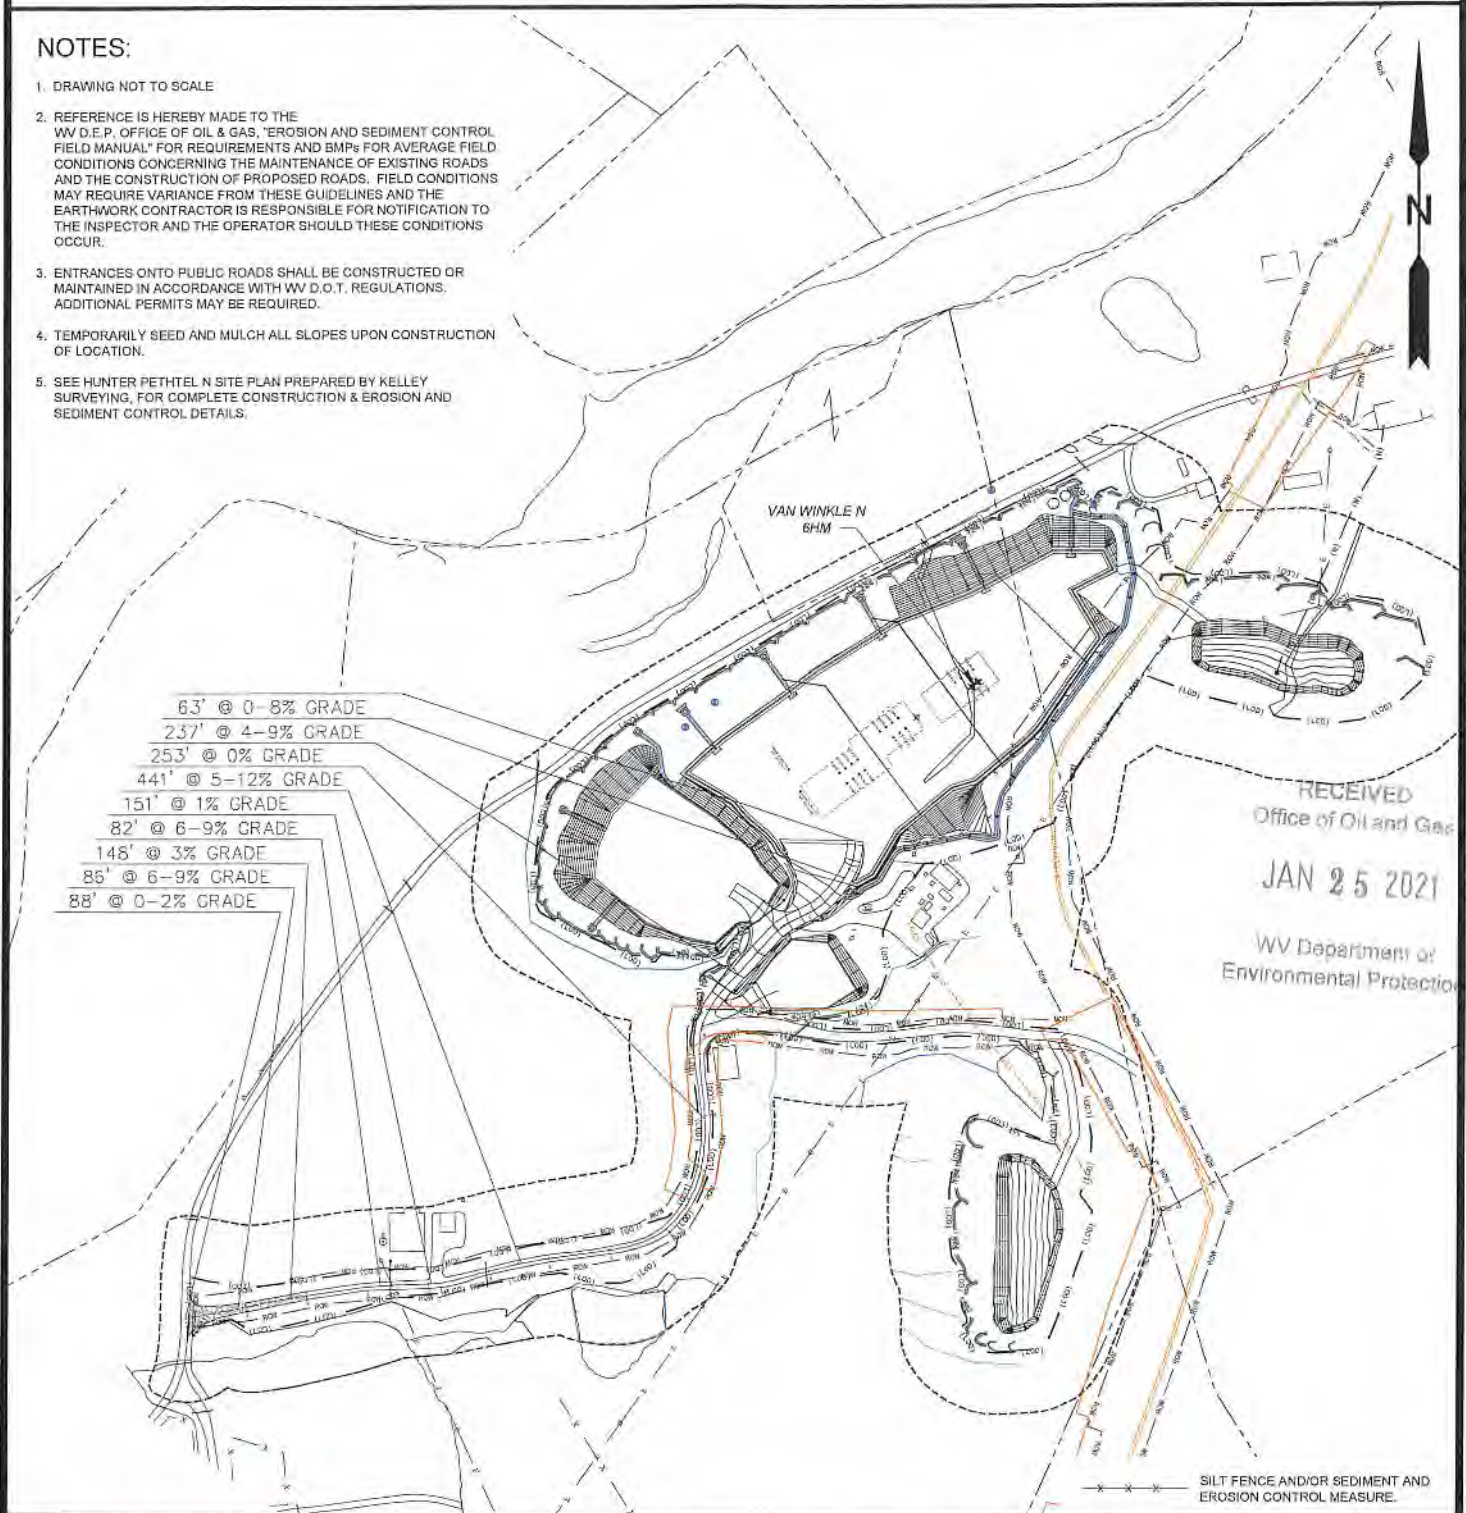 NOTES:
1. DRAWING NOT TO SCALE
2. REFERENCE IS HEREBY MADE TO THE
WV D.E.P. OFFICE OF OIL & GAS, "EROSION AND SEDIMENT CONTROL
FIELD MANUAL" FOR REQUIREMENTS AND BMPs FOR AVERAGE FIELD
CONDITIONS CONCERNING THE MAINTENANCE OF EXISTING ROADS
AND THE CONSTRUCTION OF PROPOSED ROADS. FIELD CONDITIONS
MAY REQUIRE VARIANCE FROM THESE GUIDELINES AND THE
EARTHWORK CONTRACTOR IS RESPONSIBLE FOR NOTIFICATION TO
THE INSPECTOR AND THE OPERATOR SHOULD THESE CONDITIONS
OCCUR.
3. ENTRANCES ONTO PUBLIC ROADS SHALL BE CONSTRUCTED OR
MAINTAINED IN ACCORDANCE WITH WV D.O.T. REGULATIONS.
ADDITIONAL PERMITS MAY BE REQUIRED.
4. TEMPORARILY SEED AND MULCH ALL SLOPES UPON CONSTRUCTION
OF LOCATION.
5. SEE HUNTER PETHTEL N SITE PLAN PREPARED BY KELLEY
SURVEYING, FOR COMPLETE CONSTRUCTION & EROSION AND
SEDIMENT CONTROL DETAILS.
N
VAN WINKLE N
6HM
63' @ 0-8% GRADE
237' @ 4-9% GRADE
253' @ 0% GRADE
441' @ 5-12% GRADE
151' @ 1% GRADE
82' @ 6-9% GRADE
148' @ 3% GRADE
85' @ 6-9% GRADE
88' @ 0-2% GRADE
RECEIVED
Office of Oil and Gas
JAN 25 2021
WV Department of
Environmental Protection
SILT FENCE AND/OR SEDIMENT AND
EROSION CONTROL MEASURE.